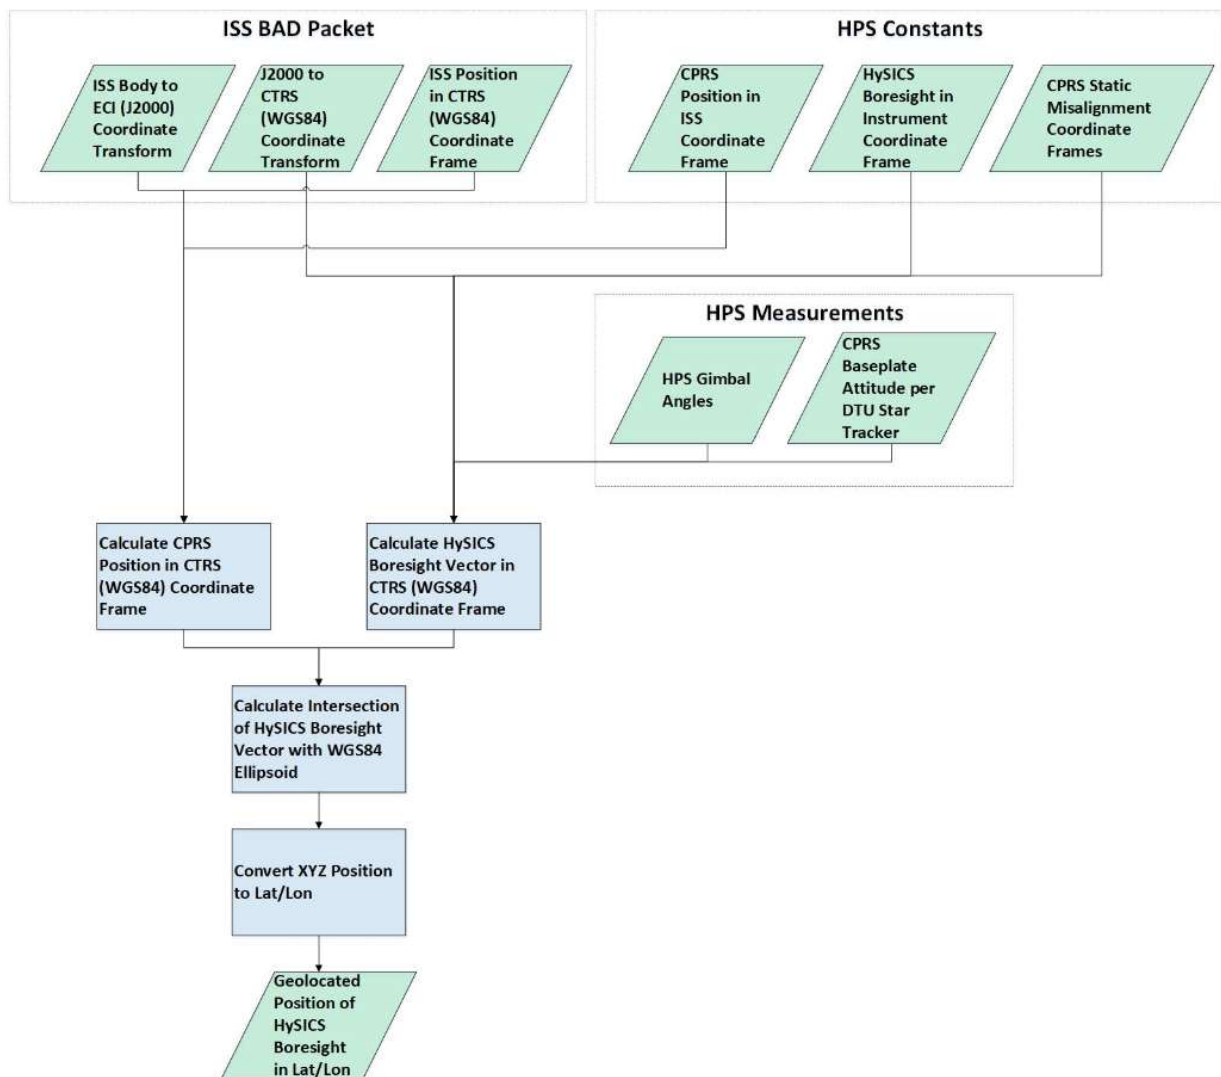 ISS BAD Packet
ISS Body to
ECI (J2000)
Coordinate
Transform
J2000 to
CTRS
(WGS84)
Coordinate
Transform
ISS Position
in CTRS
(WGS84)
Coordinate
Frame
HPS Constants
CPRS
Position in
ISS
Coordinate
Frame
HySICS
Boresight in
Instrument
Coordinate
Frame
CPRS Static
Misalignment
Coordinate
Frames
HPS Measurements
HPS Gimbal
Angles
CPRS
Baseplate
Attitude per
DTU Star
Tracker
Calculate CPRS
Position in CTRS
(WGS84) Coordinate
Frame
Calculate HySICS
Boresight Vector in
CTRS (WGS84)
Coordinate Frame
Calculate Intersection
of HySICS Boresight
Vector with WGS84
Ellipsoid
Convert XYZ Position
to Lat/Lon
Geolocated
Position of
HySICS
Boresight
in Lat/Lon